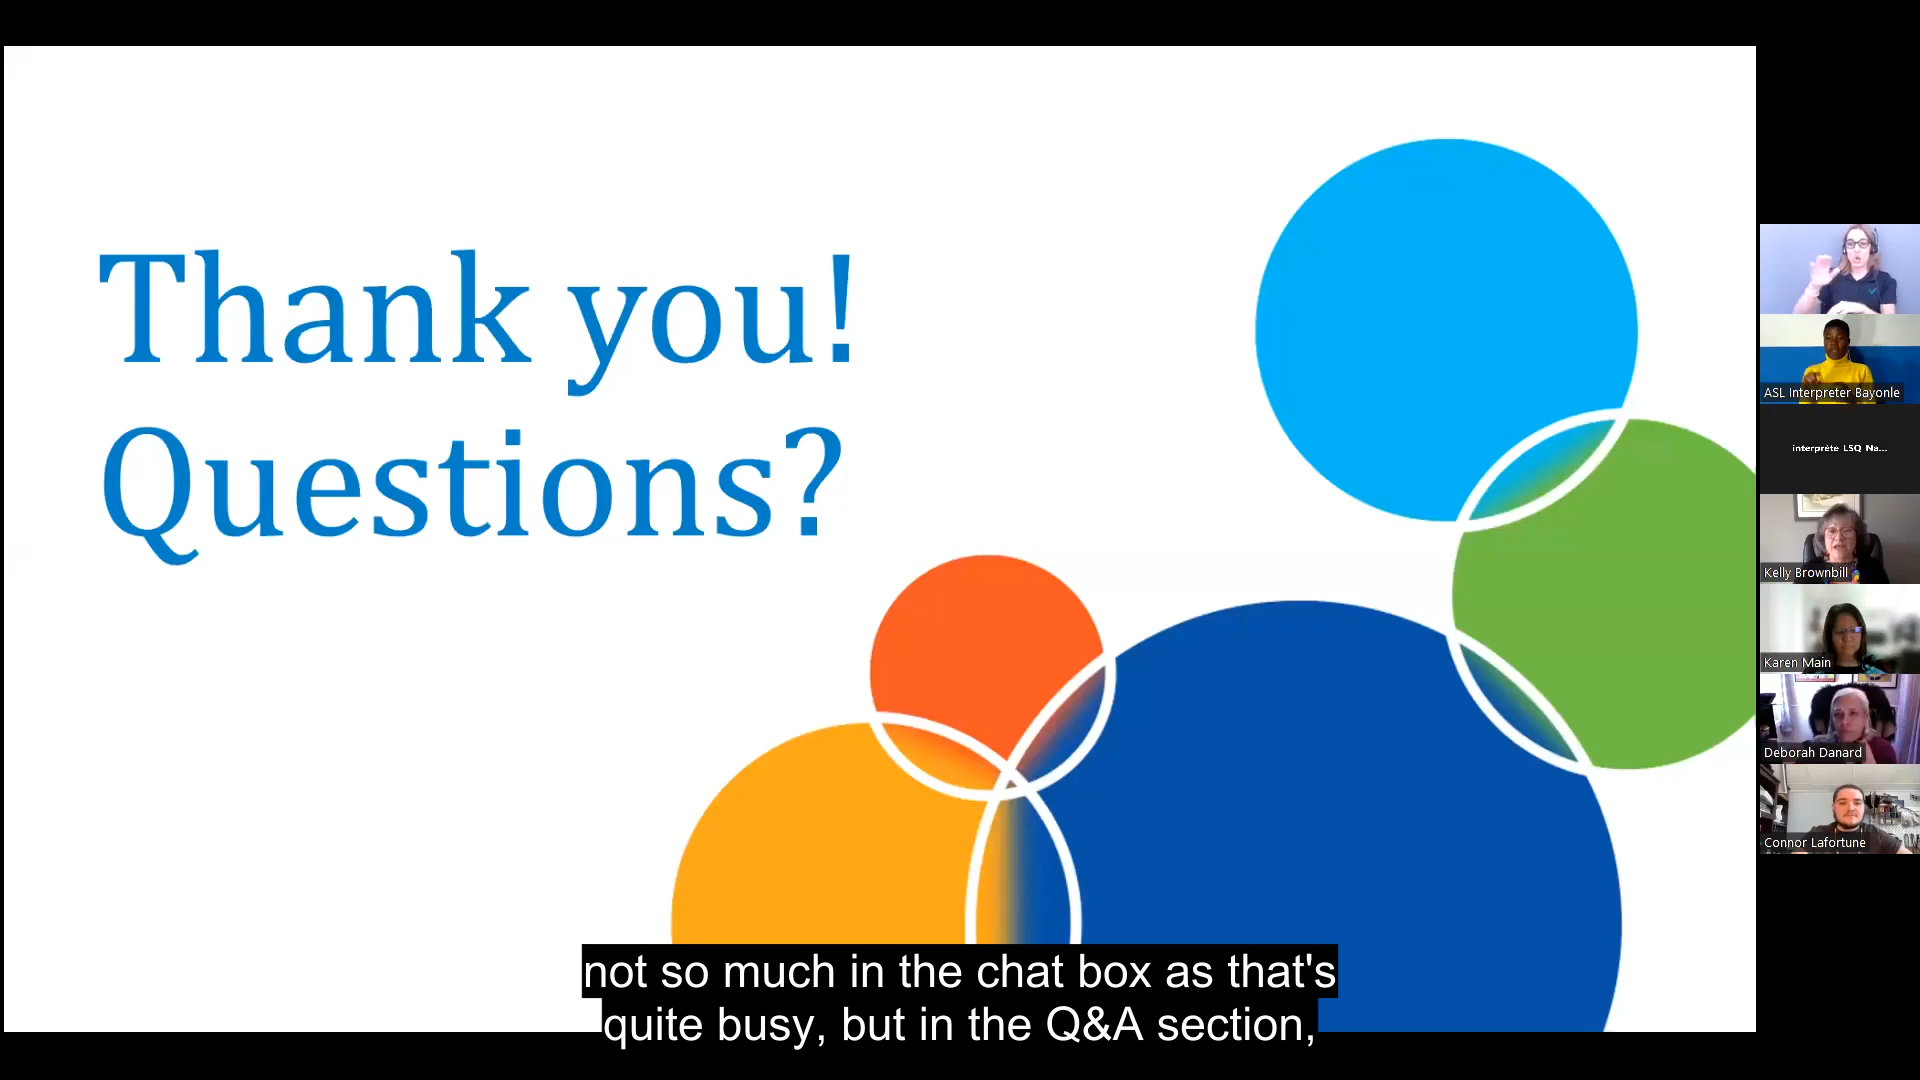 Thank you!
Questions?
ASL Interpreter Bayonle
interprète LSQ Na...
Kelly Brownbill
Karen Main
Deborah Danard
Connor Lafortune
not so much in the chat box as that's
quite busy, but in the Q&A section,